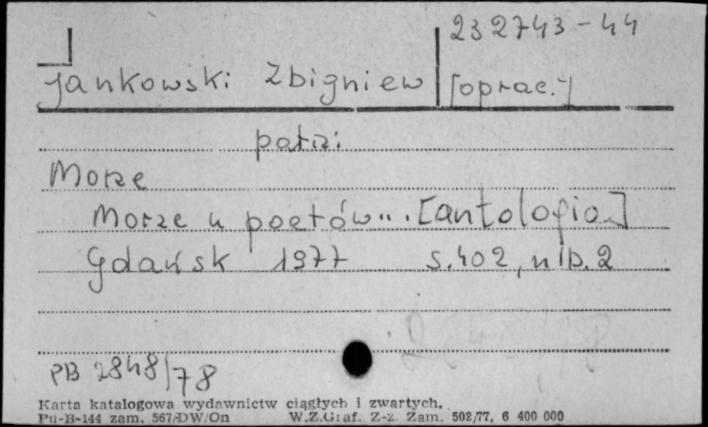 232743-44
Jankowski Zbigniew [oprac.]
patrz:
Morze
Morze u poetów... [antologia]
Gdańsk 1977 s. 402, nlb. 2
PB 2848/78
Karta katalogowa wydawnictw ciągłych i zwartych.
Pu-B-144 zam. 567/DW/On W.Z.Graf. Z-z Zam. 502/77, 6 400 000